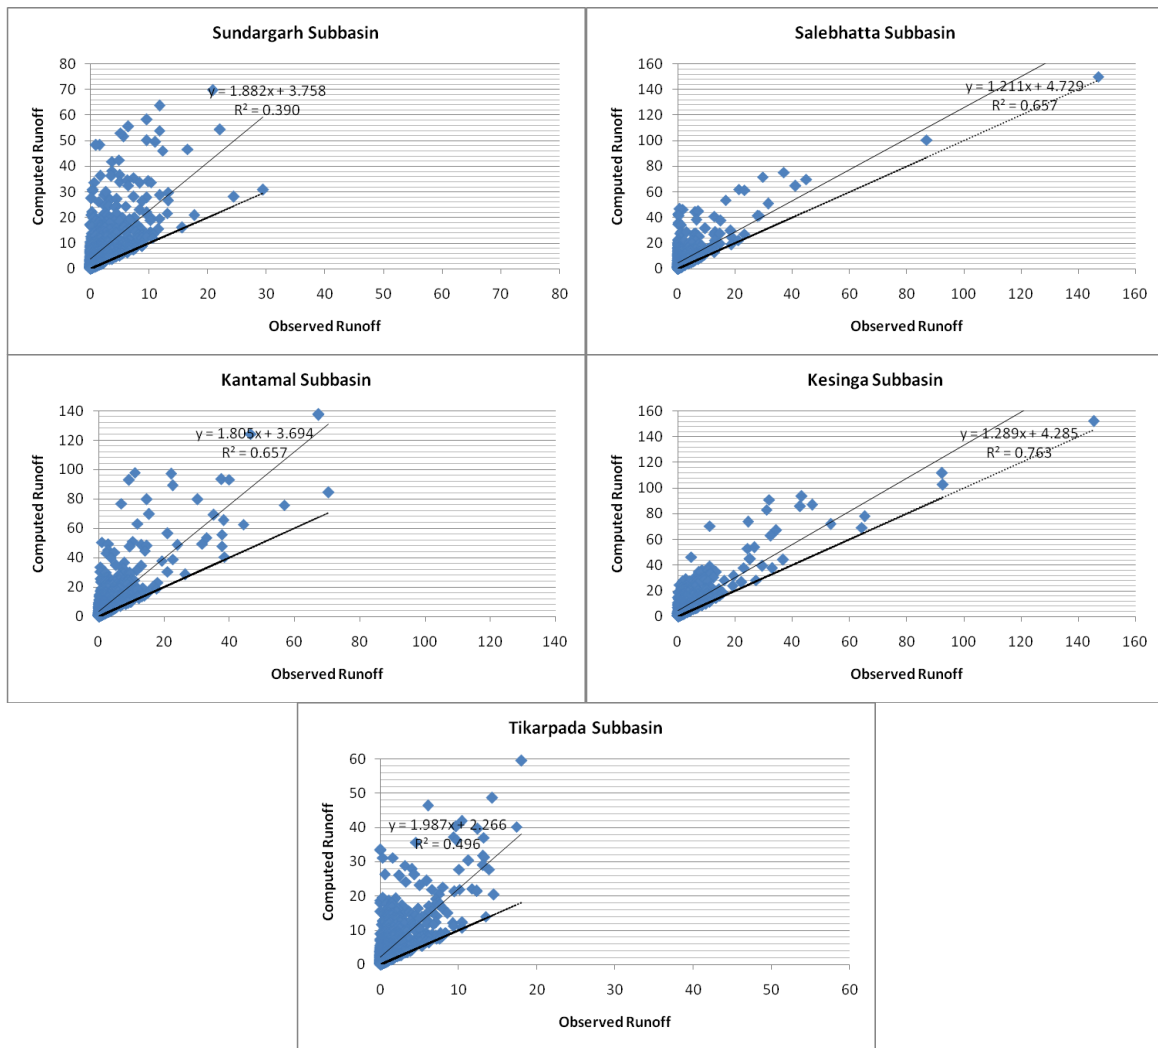 Sundargarh Subbasin
80
70
60
50
40
30
20
10
0
y = 1.882x + 3.758
R² = 0.390
0 10 20 30 40 50 60 70 80
Computed Runoff
Observed Runoff
Salebhatta Subbasin
160
140
120
100
80
60
40
20
0
y = 1.211x + 4.729
R² = 0.657
0 20 40 60 80 100 120 140 160
Computed Runoff
Observed Runoff
Kantamal Subbasin
140
120
100
80
60
40
20
0
y = 1.805x + 3.694
R² = 0.657
0 20 40 60 80 100 120 140
Computed Runoff
Observed Runoff
Kesinga Subbasin
160
140
120
100
80
60
40
20
0
y = 1.289x + 4.285
R² = 0.763
0 20 40 60 80 100 120 140 160
Computed Runoff
Observed Runoff
Tikarpada Subbasin
60
50
40
30
20
10
0
y = 1.987x + 2.266
R² = 0.496
0 10 20 30 40 50 60
Computed Runoff
Observed Runoff